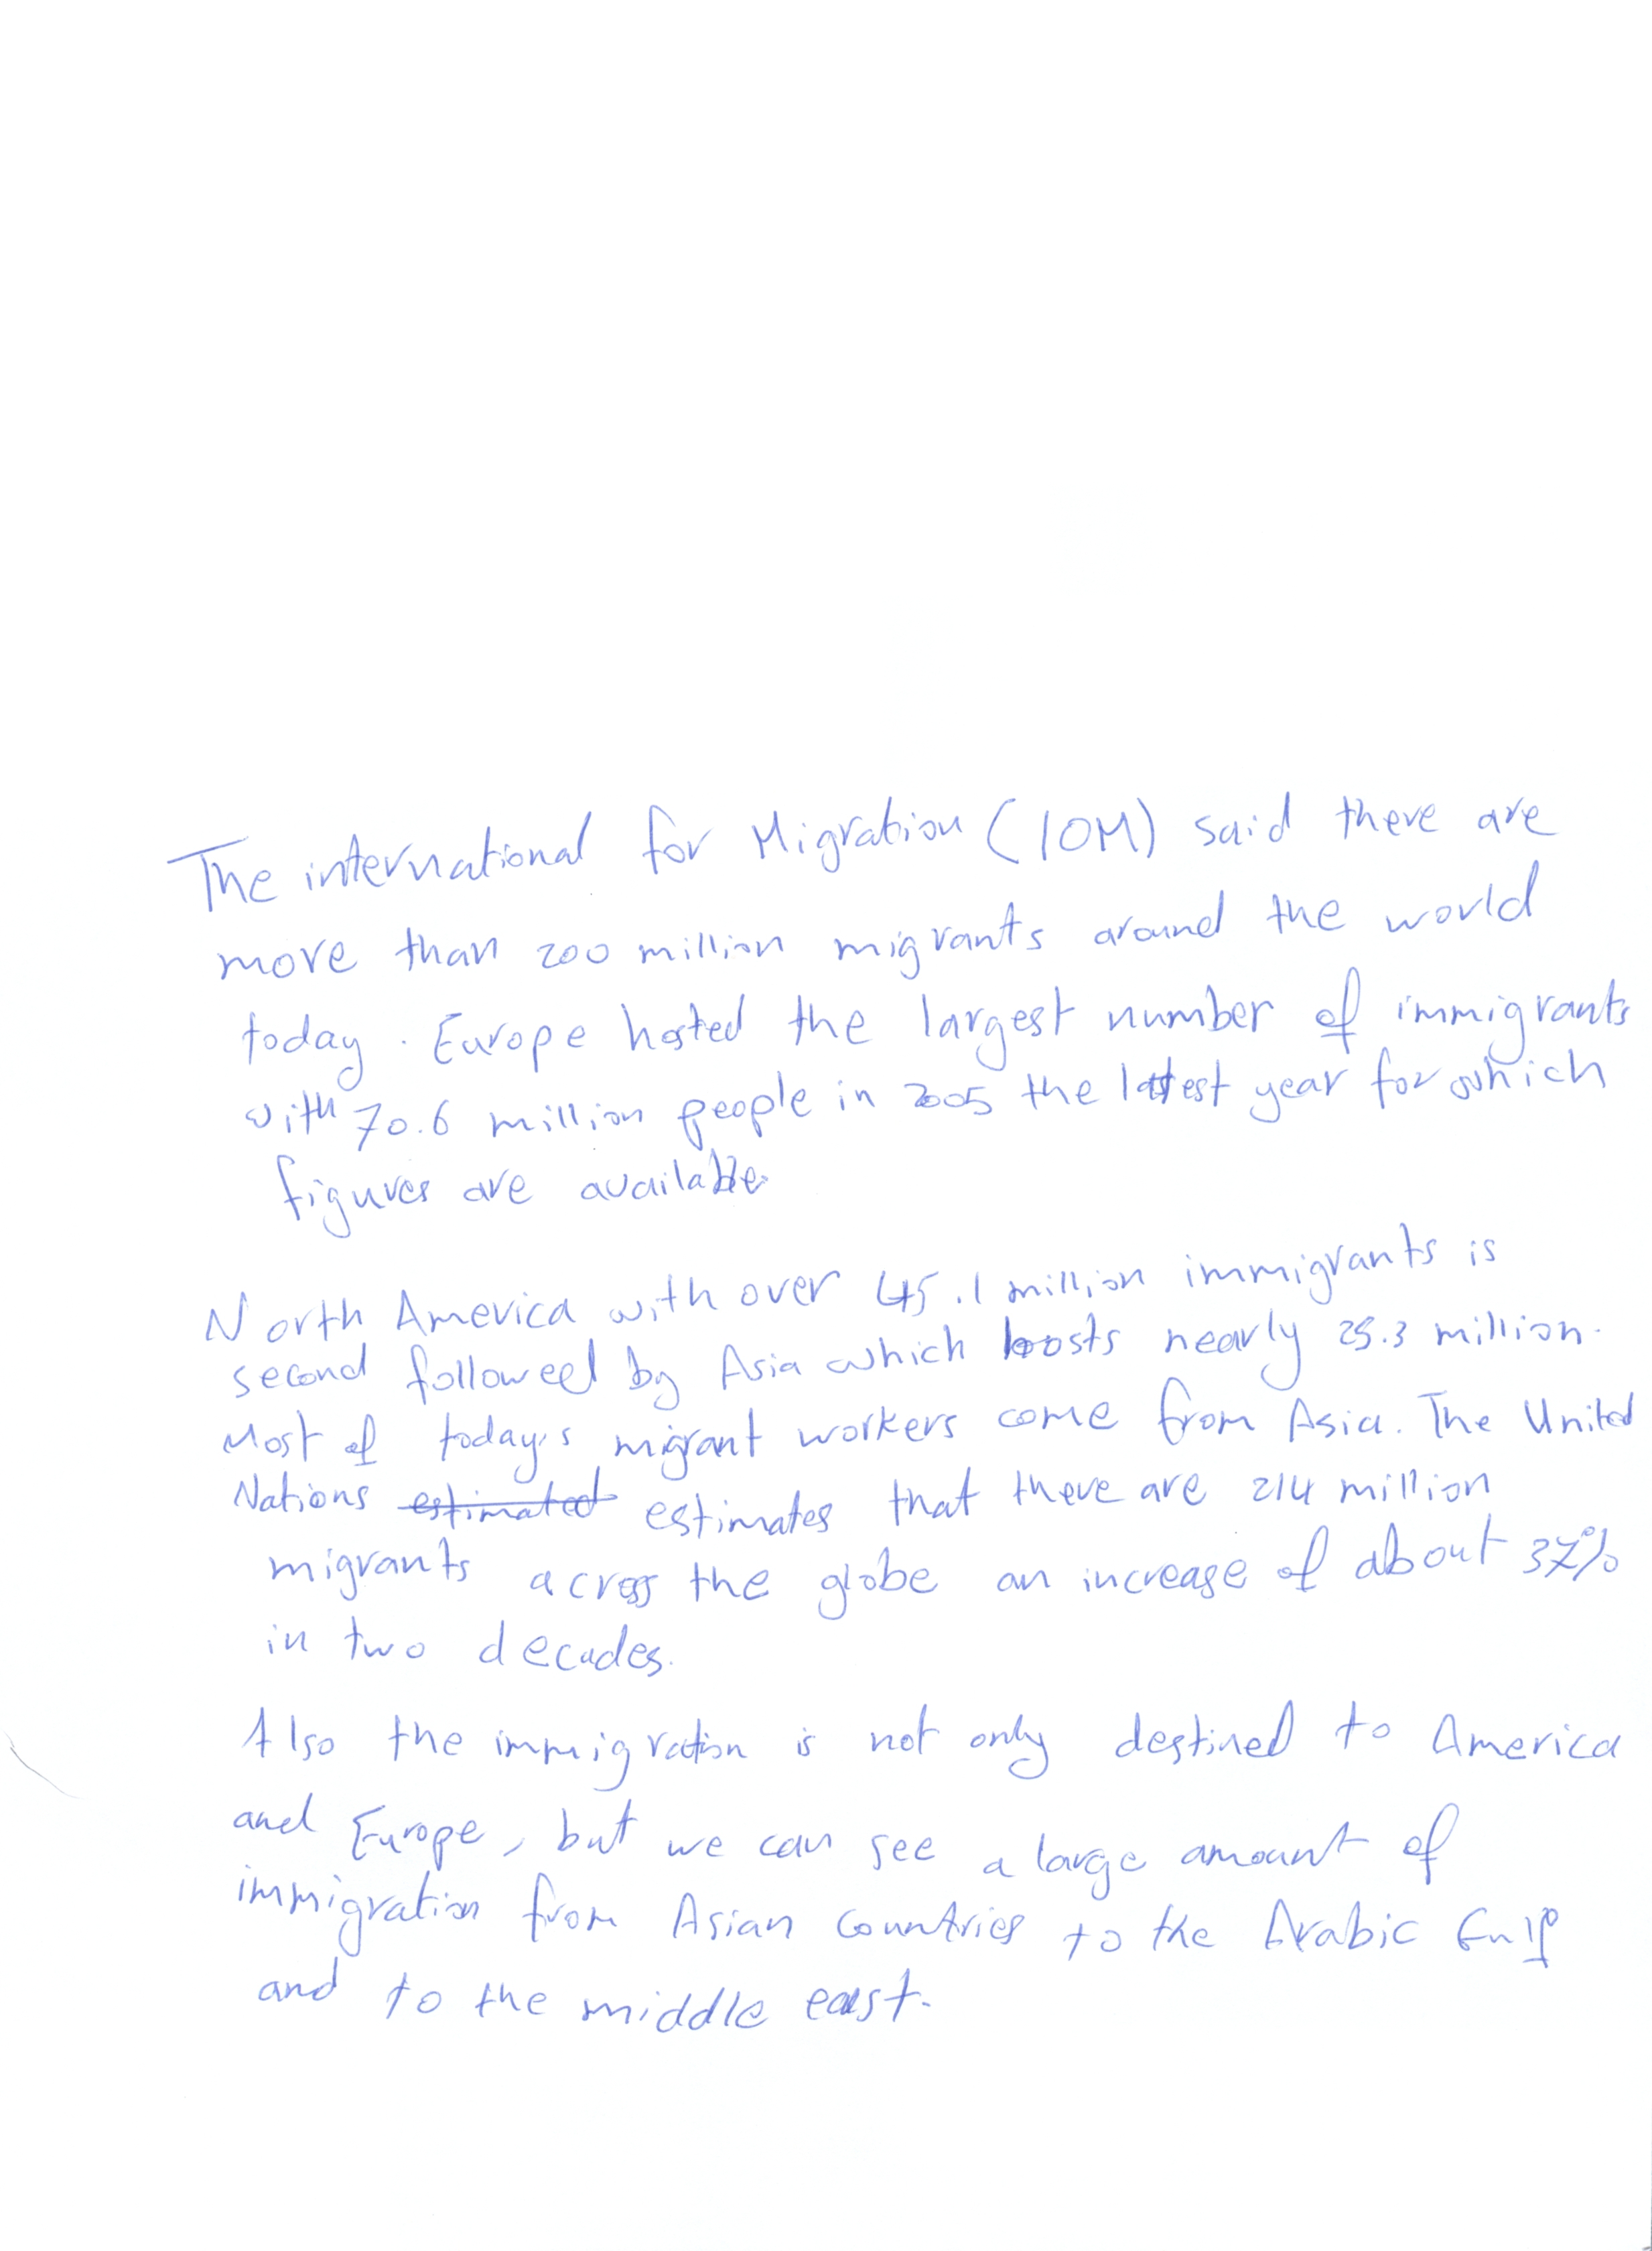 The international for Migration (IOM) said there are
more than 200 million migrants around the world
today. Europe hosted the largest number of immigrants
with 70.6 million people in 2005 the latest year for which
figures are available.
North America with over 45.1 million immigrants is
second followed by Asia which hosts nearly 25.3 million.
Most of today's migrant workers come from Asia. The United
Nations estimated estimates that there are 214 million
migrants across the globe an increase of about 37%
in two decades.
Also the immigration is not only destined to America
and Europe, but we can see a large amount of
immigration from Asian countries to the Arabic Gulf
and to the middle east.